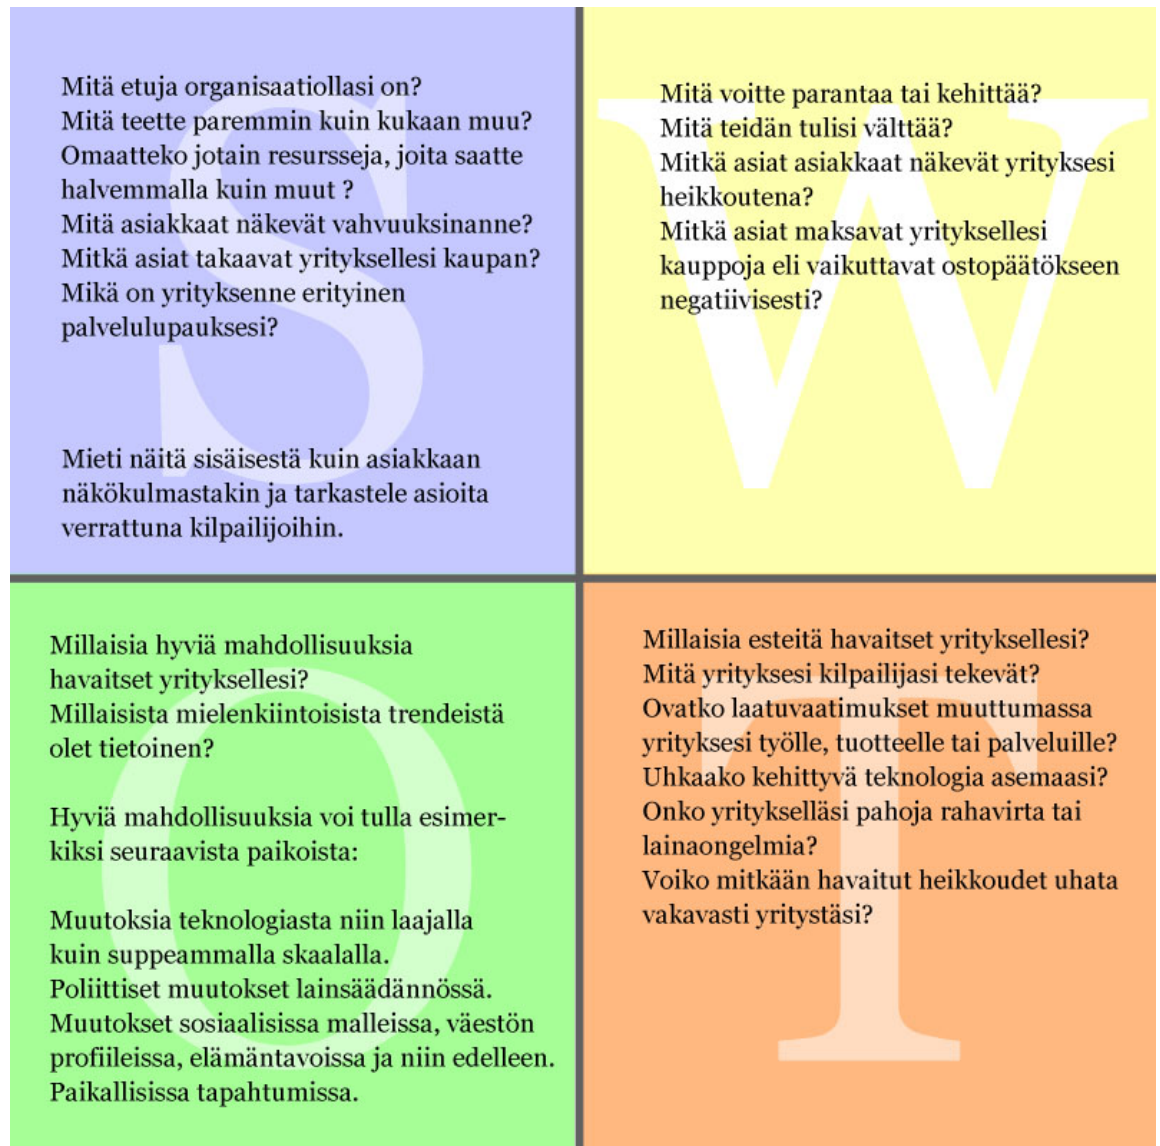 S
Mitä etuja organisaatiollasi on?
Mitä teette paremmin kuin kukaan muu?
Omaatteko jotain resursseja, joita saatte
halvemmalla kuin muut ?
Mitä asiakkaat näkevät vahvuuksinanne?
Mitkä asiat takaavat yrityksellesi kaupan?
Mikä on yrityksenne erityinen
palvelulupauksesi?
Mieti näitä sisäisestä kuin asiakkaan
näkökulmastakin ja tarkastele asioita
verrattuna kilpailijoihin.
W
Mitä voitte parantaa tai kehittää?
Mitä teidän tulisi välttää?
Mitkä asiat asiakkaat näkevät yrityksesi
heikkoutena?
Mitkä asiat maksavat yrityksellesi
kauppoja eli vaikuttavat ostopäätökseen
negatiivisesti?
O
Millaisia hyviä mahdollisuuksia
havaitset yrityksellesi?
Millaisista mielenkiintoisista trendeistä
olet tietoinen?
Hyviä mahdollisuuksia voi tulla esimer-
kiksi seuraavista paikoista:
Muutoksia teknologiasta niin laajalla
kuin suppeammalla skaalalla.
Poliittiset muutokset lainsäädännössä.
Muutokset sosiaalisissa malleissa, väestön
profiileissa, elämäntavoissa ja niin edelleen.
Paikallisissa tapahtumissa.
T
Millaisia esteitä havaitset yrityksellesi?
Mitä yrityksesi kilpailijasi tekevät?
Ovatko laatuvaatimukset muuttumassa
yrityksesi työlle, tuotteelle tai palveluille?
Uhkaako kehittyvä teknologia asemaasi?
Onko yritykselläsi pahoja rahavirta tai
lainaongelmia?
Voiko mitkään havaitut heikkoudet uhata
vakavasti yritystäsi?